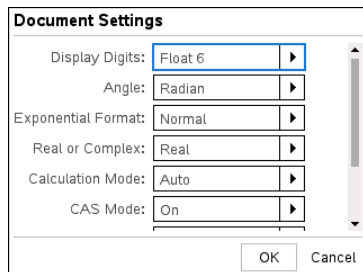 Document Settings
Display Digits: Float 6
Angle: Radian
Exponential Format: Normal
Real or Complex: Real
Calculation Mode: Auto
CAS Mode: On
OK Cancel